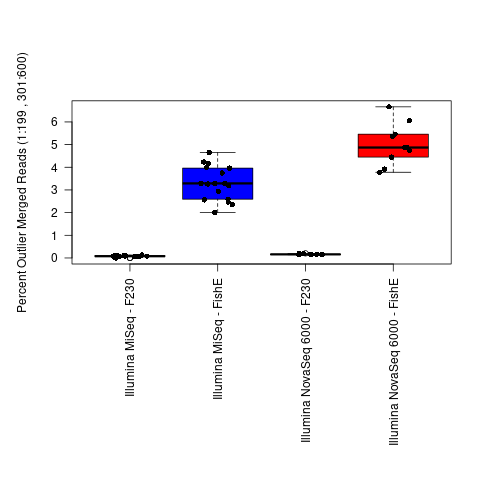 Percent Outlier Merged Reads (1:199 , 301:600)
6
5
4
3
2
1
0
Illumina MiSeq - F230
Illumina MiSeq - FishE
Illumina NovaSeq 6000 - F230
Illumina NovaSeq 6000 - FishE